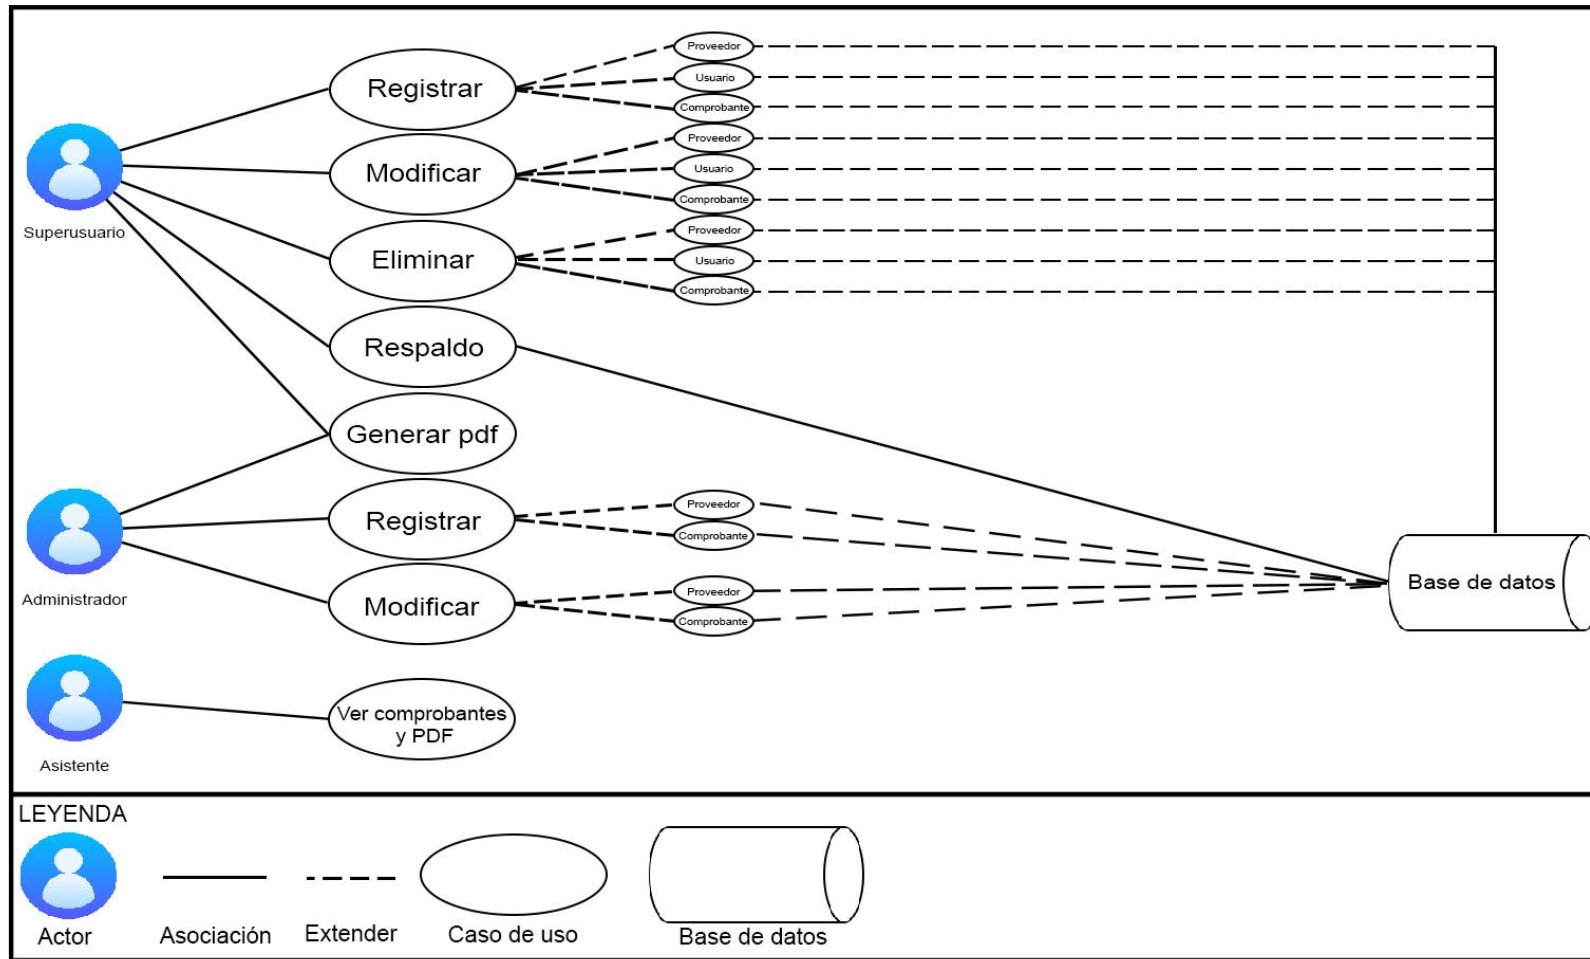 Registrar
Proveedor
Usuario
Comprobante
Superusuario
Modificar
Proveedor
Usuario
Comprobante
Eliminar
Proveedor
Usuario
Comprobante
Respaldo
Generar pdf
Administrador
Registrar
Proveedor
Comprobante
Modificar
Proveedor
Comprobante
Base de datos
Asistente
Ver comprobantes
y PDF
LEYENDA
Actor
Asociación
Extender
Caso de uso
Base de datos